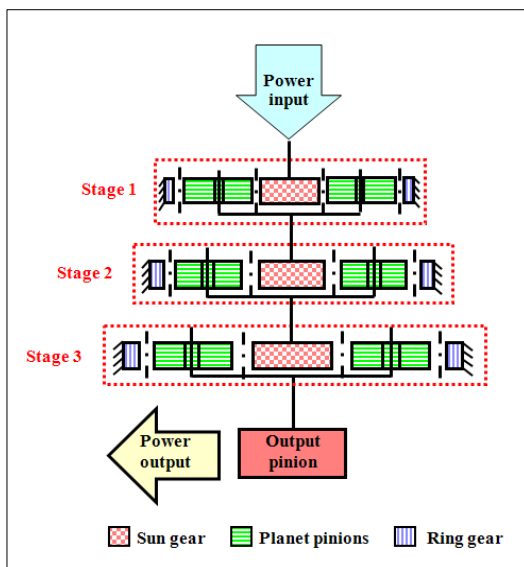 Power
input
Stage 1
Stage 2
Stage 3
Power
output
Output
pinion
Sun gear
Planet pinions
Ring gear